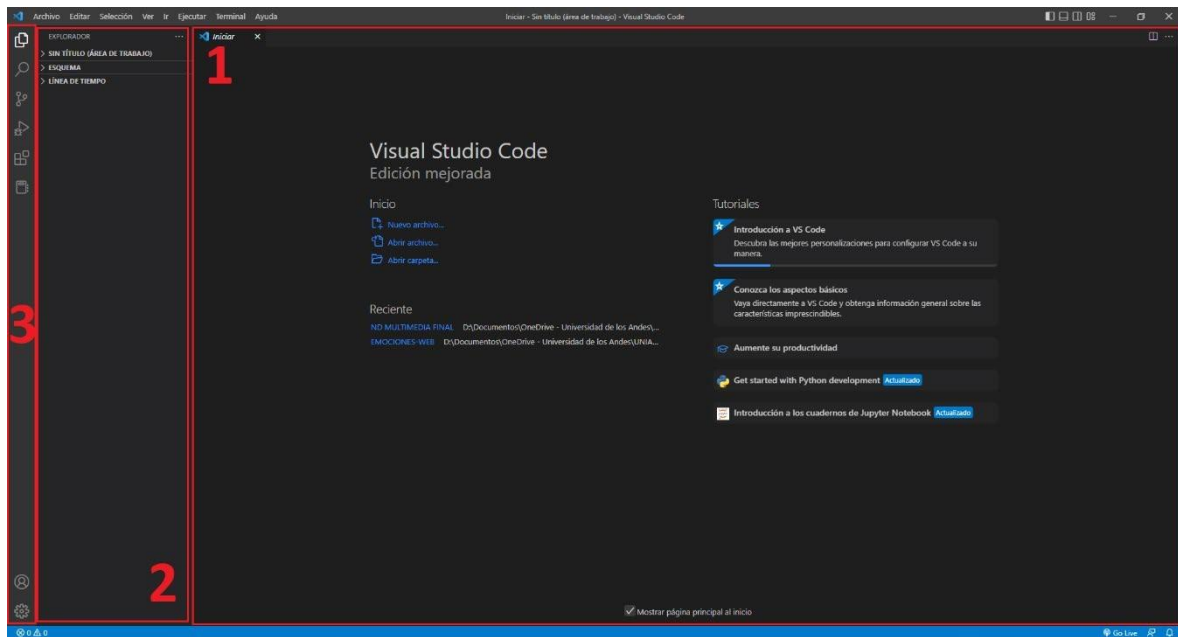 Archivo Editar Selección Ver Ir Ejecutar Terminal Ayuda
Iniciar - Sin título (área de trabajo) - Visual Studio Code
EXPLORADOR
SIN TÍTULO (ÁREA DE TRABAJO)
ESQUEMA
LÍNEA DE TIEMPO
Iniciar
1
Visual Studio Code
Edición mejorada
Inicio
Nuevo archivo...
Abrir archivo...
Abrir carpeta...
Reciente
ND MULTIMEDIA FINAL D:\Documentos\OneDrive - Universidad de los Andes\...
EMOCIONES-WEB D:\Documentos\OneDrive - Universidad de los Andes\UNIA...
Tutoriales
Introducción a VS Code
Descubra las mejores personalizaciones para configurar VS Code a su
manera.
Conozca los aspectos básicos
Vaya directamente a VS Code y obtenga información general sobre las
características imprescindibles.
Aumente su productividad
Get started with Python development Actualizado
Introducción a los cuadernos de Jupyter Notebook Actualizado
3
2
Mostrar página principal al inicio
0 0
Go Live